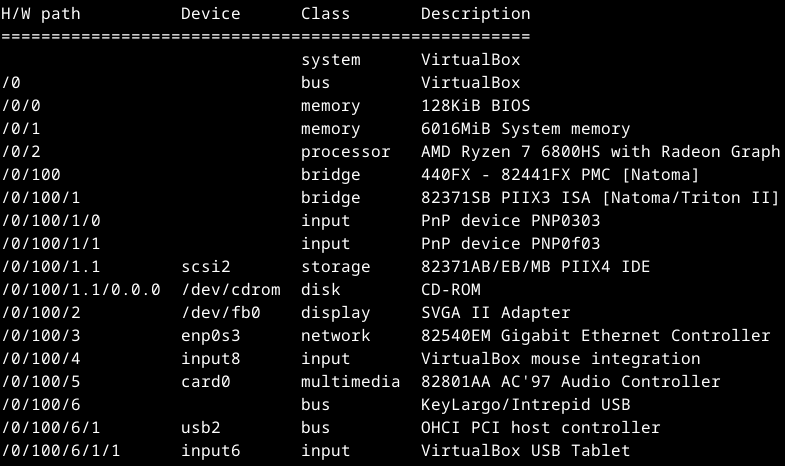 H/W path          Device      Class       Description
=====================================================
                              system      VirtualBox
/0                            bus         VirtualBox
/0/0                          memory      128KiB BIOS
/0/1                          memory      6016MiB System memory
/0/2                          processor   AMD Ryzen 7 6800HS with Radeon Graph
/0/100                        bridge      440FX - 82441FX PMC [Natoma]
/0/100/1                      bridge      82371SB PIIX3 ISA [Natoma/Triton II]
/0/100/1/0                    input       PnP device PNP0303
/0/100/1/1                    input       PnP device PNP0f03
/0/100/1.1        scsi2       storage     82371AB/EB/MB PIIX4 IDE
/0/100/1.1/0.0.0  /dev/cdrom  disk        CD-ROM
/0/100/2          /dev/fb0    display     SVGA II Adapter
/0/100/3          enp0s3      network     82540EM Gigabit Ethernet Controller
/0/100/4          input8      input       VirtualBox mouse integration
/0/100/5          card0       multimedia  82801AA AC'97 Audio Controller
/0/100/6                      bus         KeyLargo/Intrepid USB
/0/100/6/1        usb2        bus         OHCI PCI host controller
/0/100/6/1/1      input6      input       VirtualBox USB Tablet